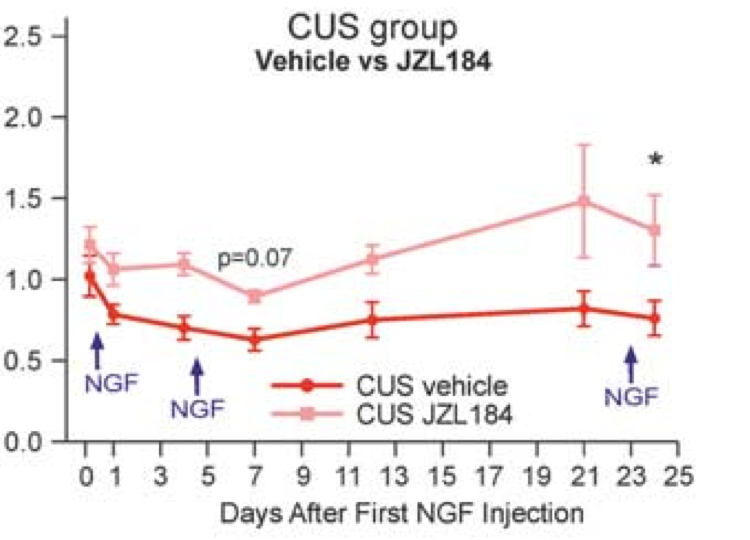 CUS group
Vehicle vs JZL184
2.5
2.0
1.5
1.0
0.5
0.0
*
p=0.07
NGF
NGF
NGF
CUS vehicle
CUS JZL184
0 1 3 5 7 9 11 13 15 17 19 21 23 25
Days After First NGF Injection